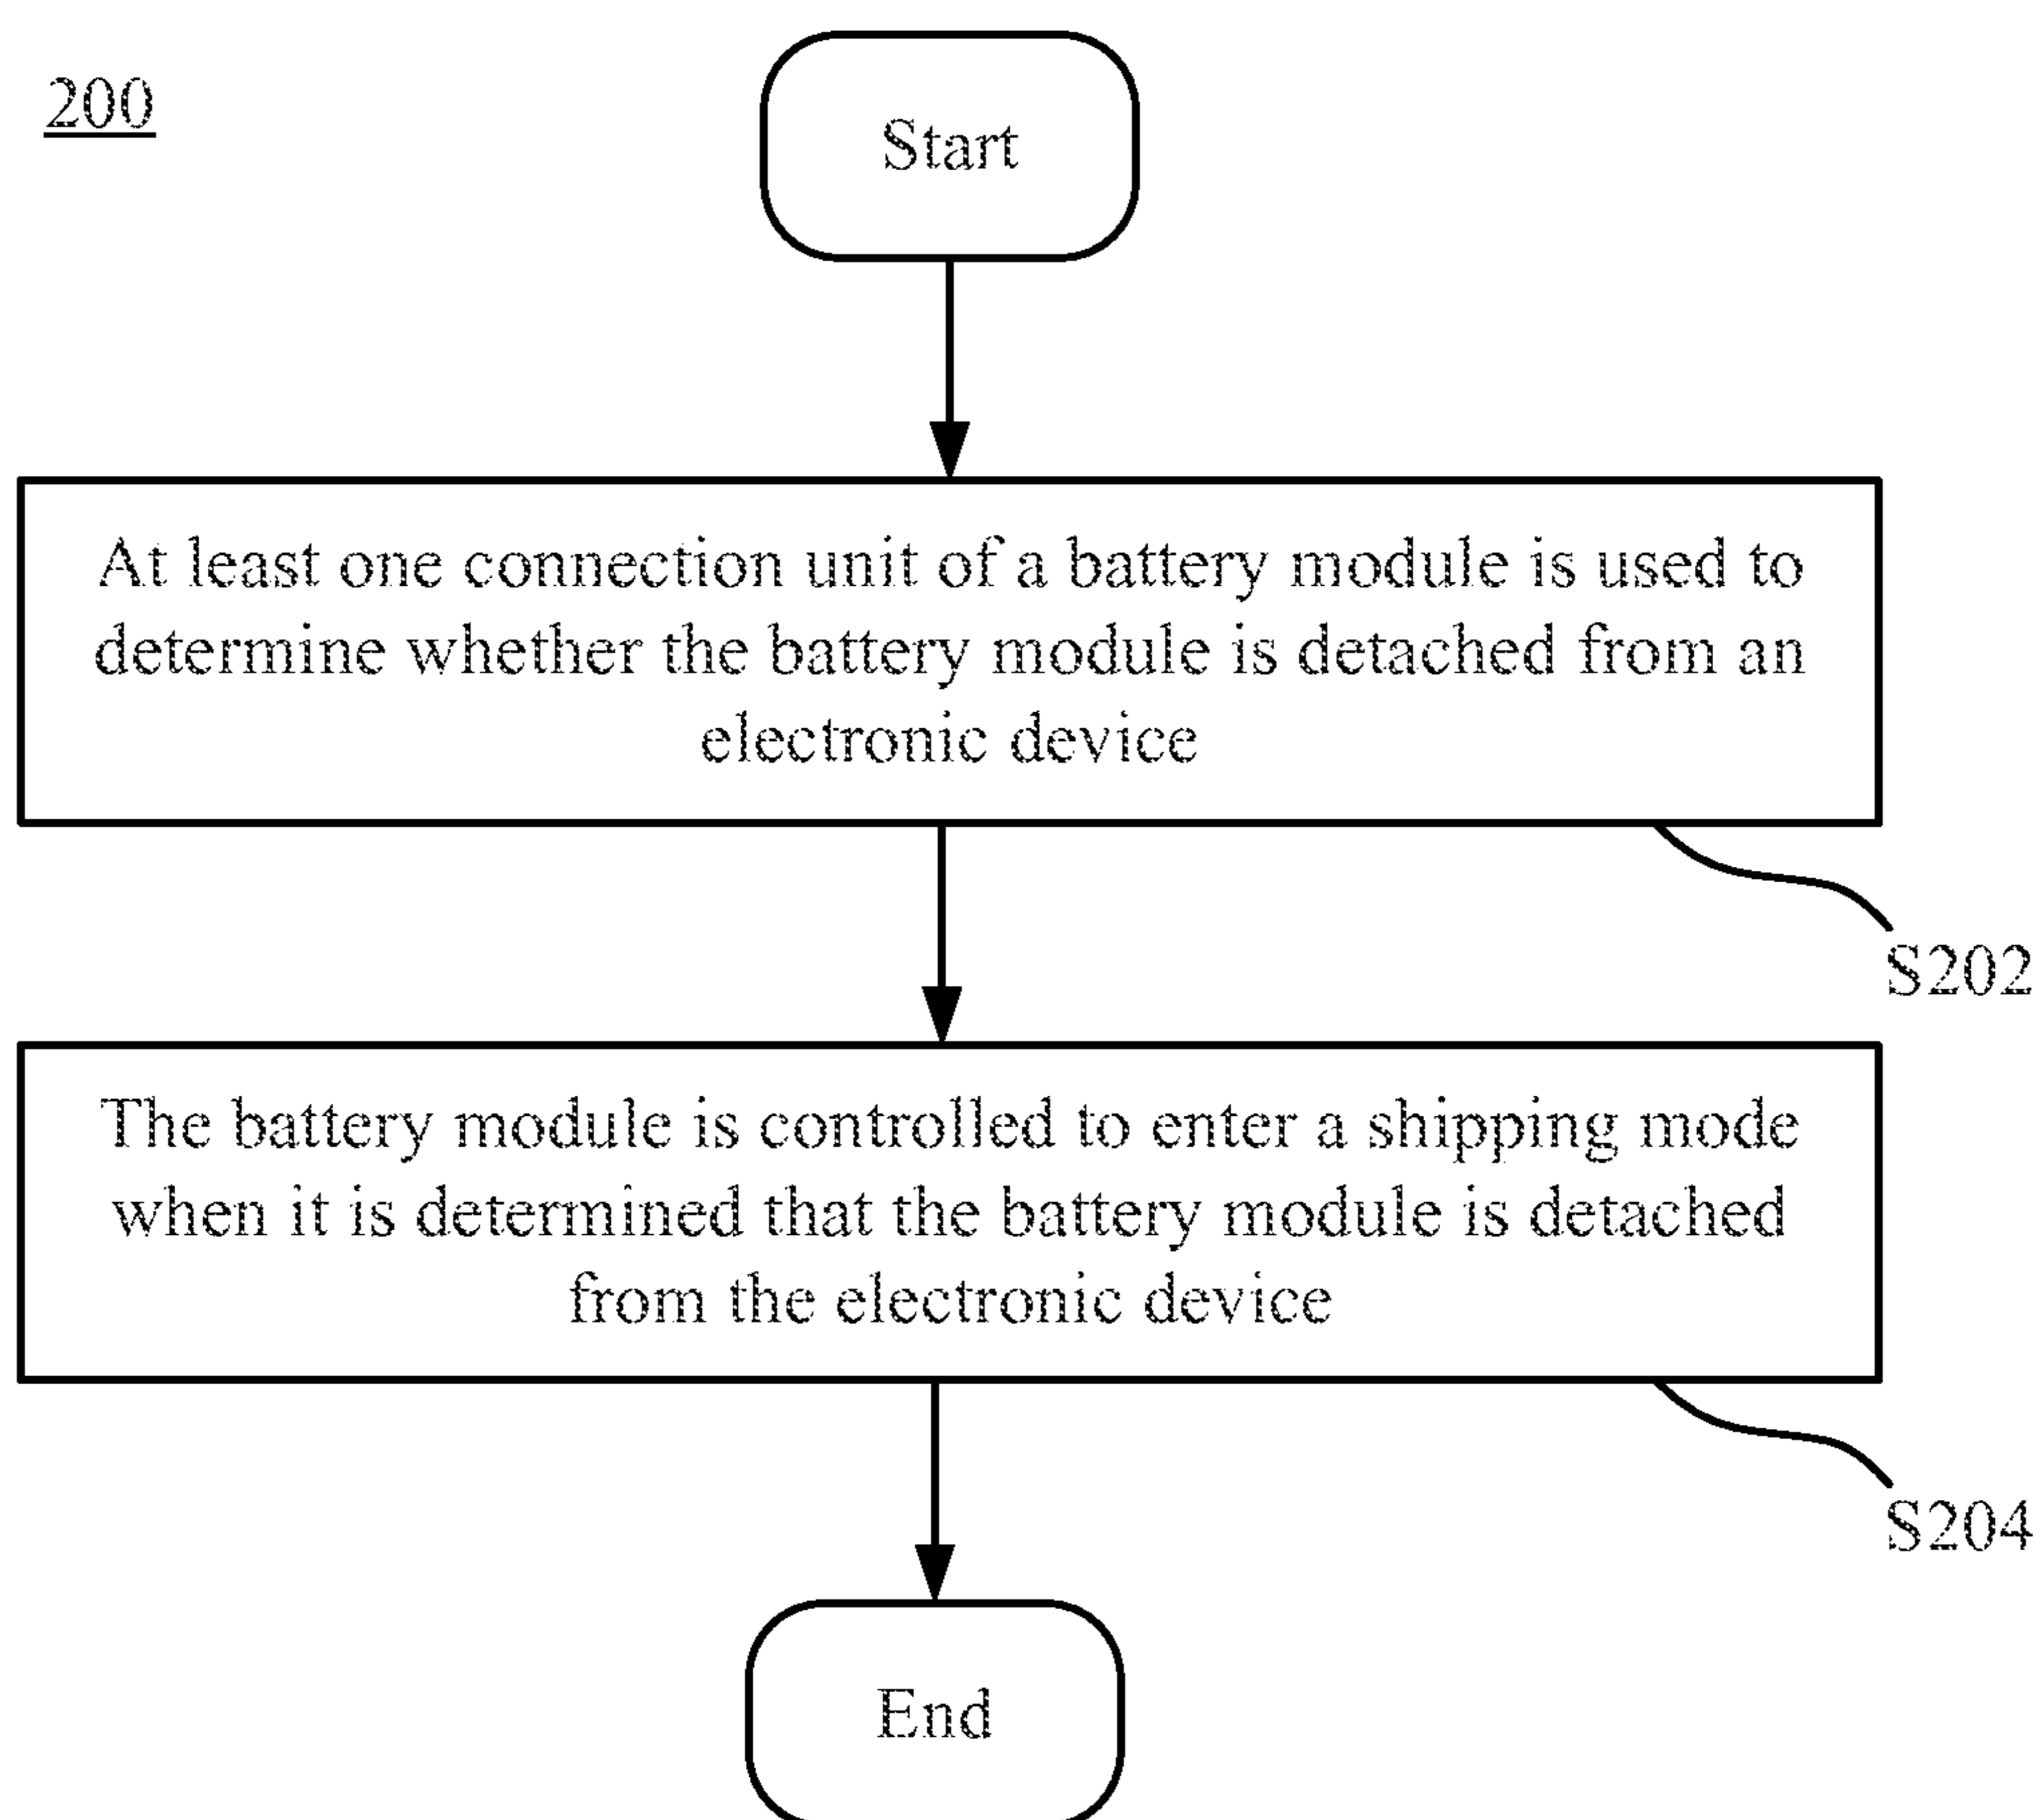 200
Start
At least one connection unit of a battery module is used to
determine whether the battery module is detached from an
electronic device
S202
The battery module is controlled to enter a shipping mode
when it is determined that the battery module is detached
from the electronic device
S204
End